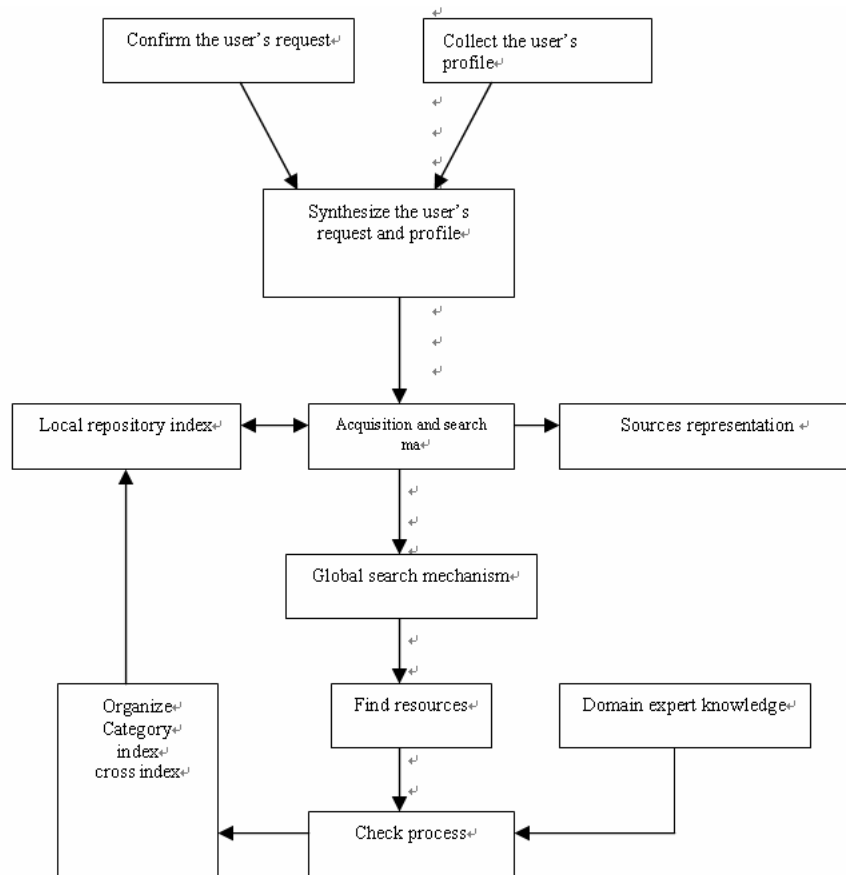 Confirm the user's request
Collect the user's
profile
Synthesize the user's
request and profile
Local repository index
Acquisition and search
ma
Sources representation
Global search mechanism
Organize
Category
index
cross index
Find resources
Domain expert knowledge
Check process